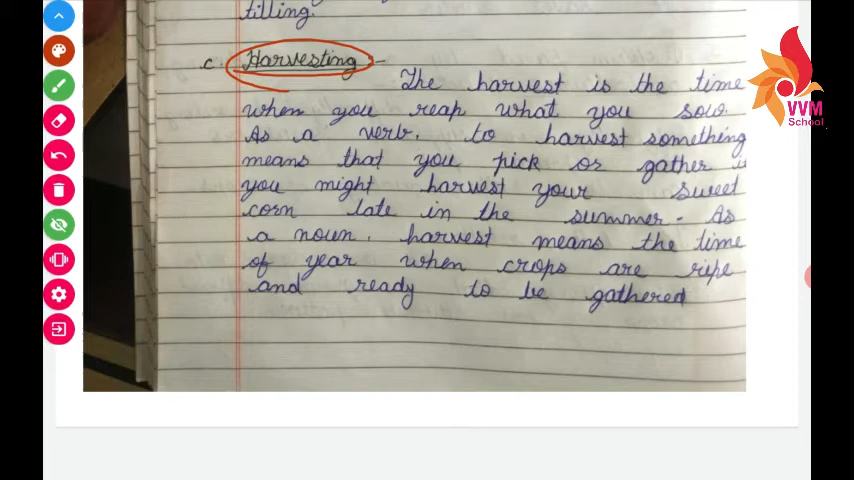 tilling.
c Harvesting -
The harvest is the time
when you reap what you sow.
As a verb, to harvest something
means that you pick or gather
you might harvest your sweet
corn late in the summer. As
a noun, harvest means the time
of year when crops are ripe
and ready to be gathered
VVM
School